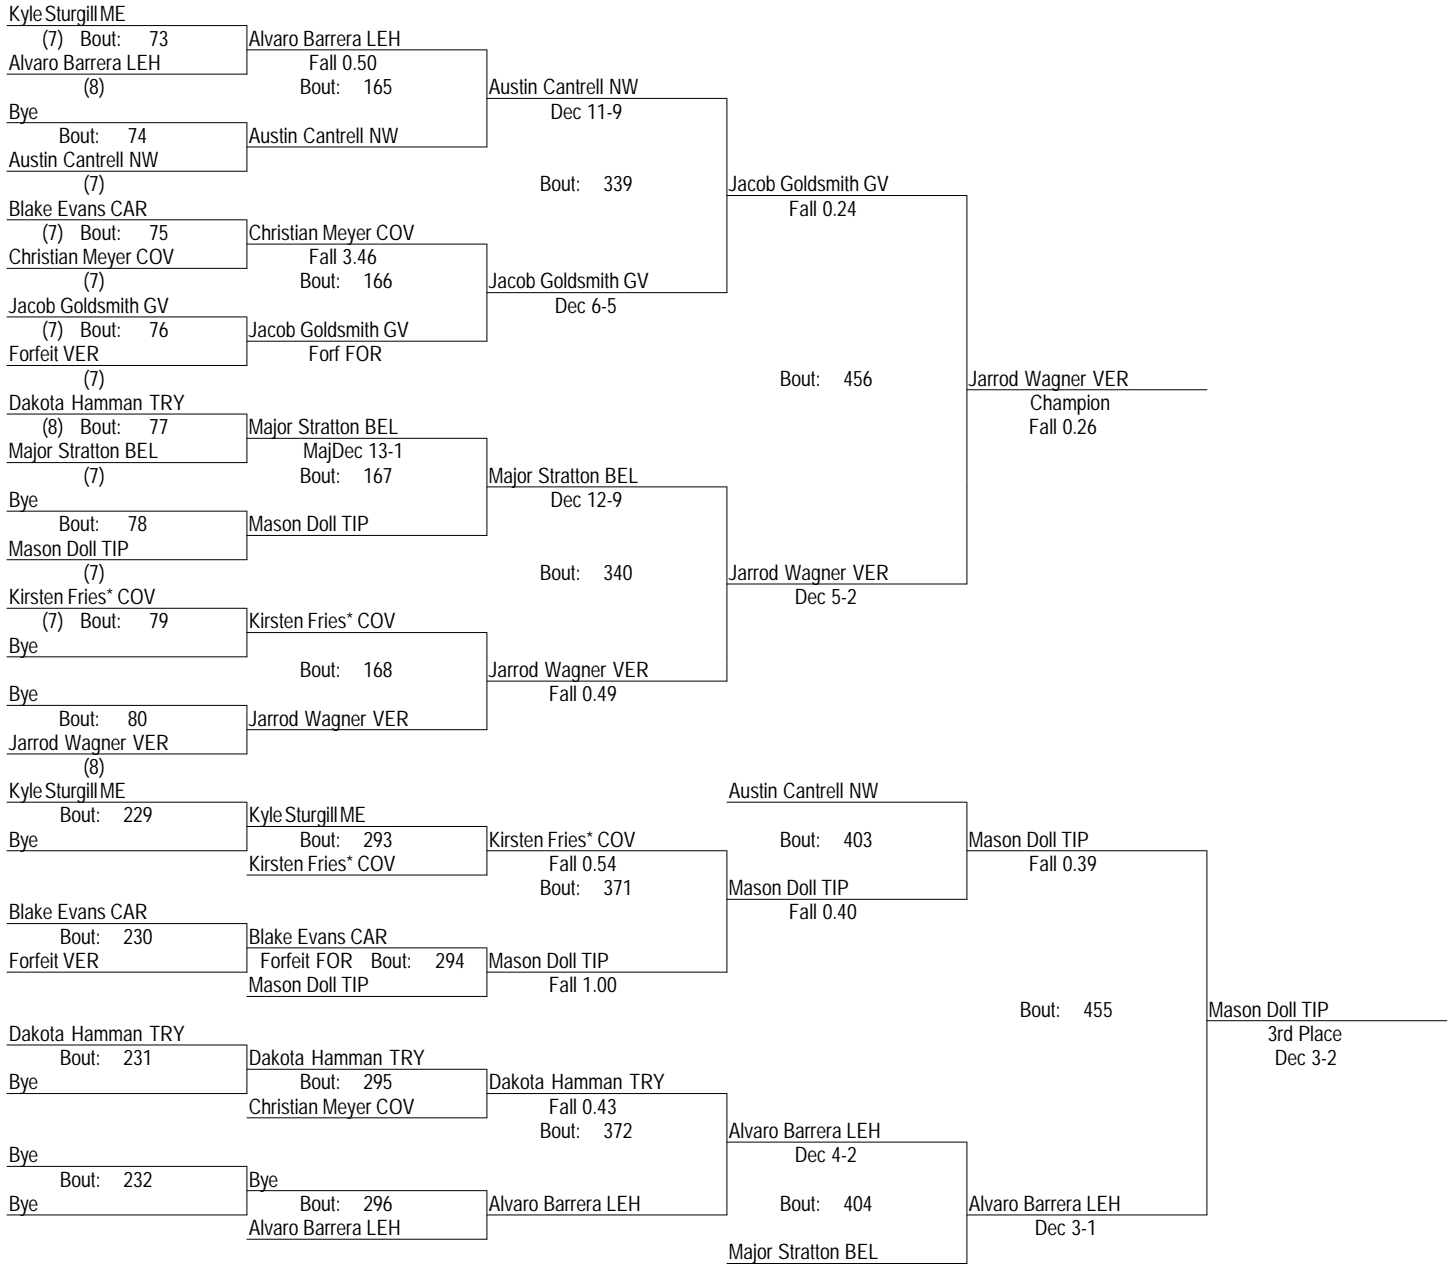 Kyle Sturgill ME
(7) Bout: 73 Alvaro Barrera LEH
Alvaro Barrera LEH Fall 0.50
(8) Bout: 165 Austin Cantrell NW
Bye Dec 11-9
Bout: 74 Austin Cantrell NW
Austin Cantrell NW
(7) Bout: 339 Jacob Goldsmith GV
Blake Evans CAR Fall 0.24
(7) Bout: 75 Christian Meyer COV
Christian Meyer COV Fall 3.46
(7) Bout: 166 Jacob Goldsmith GV
Jacob Goldsmith GV Dec 6-5
(7) Bout: 76 Jacob Goldsmith GV
Forfeit VER Forf FOR
(7) Bout: 456 Jarrod Wagner VER
Dakota Hamman TRY Champion
(8) Bout: 77 Major Stratton BEL Fall 0.26
Major Stratton BEL MajDec 13-1
(7) Bout: 167 Major Stratton BEL
Bye Dec 12-9
Bout: 78 Mason Doll TIP
Mason Doll TIP
(7) Bout: 340 Jarrod Wagner VER
Kirsten Fries* COV Dec 5-2
(7) Bout: 79 Kirsten Fries* COV
Bye
Bout: 168 Jarrod Wagner VER
Bye Fall 0.49
Bout: 80 Jarrod Wagner VER
Jarrod Wagner VER
(8)
Kyle Sturgill ME Austin Cantrell NW
Bout: 229 Kyle Sturgill ME
Bye Bout: 293 Kirsten Fries* COV Bout: 403 Mason Doll TIP
Kirsten Fries* COV Fall 0.54 Fall 0.39
Bout: 371 Mason Doll TIP
Blake Evans CAR Fall 0.40
Bout: 230 Blake Evans CAR
Forfeit VER Forfeit FOR Bout: 294 Mason Doll TIP
Mason Doll TIP Fall 1.00
Bout: 455 Mason Doll TIP
Dakota Hamman TRY 3rd Place
Bout: 231 Dakota Hamman TRY Dec 3-2
Bye Bout: 295 Dakota Hamman TRY
Christian Meyer COV Fall 0.43
Bout: 372 Alvaro Barrera LEH
Bye Dec 4-2
Bout: 232 Bye
Bye Bout: 296 Alvaro Barrera LEH Bout: 404 Alvaro Barrera LEH
Alvaro Barrera LEH Dec 3-1
Major Stratton BEL